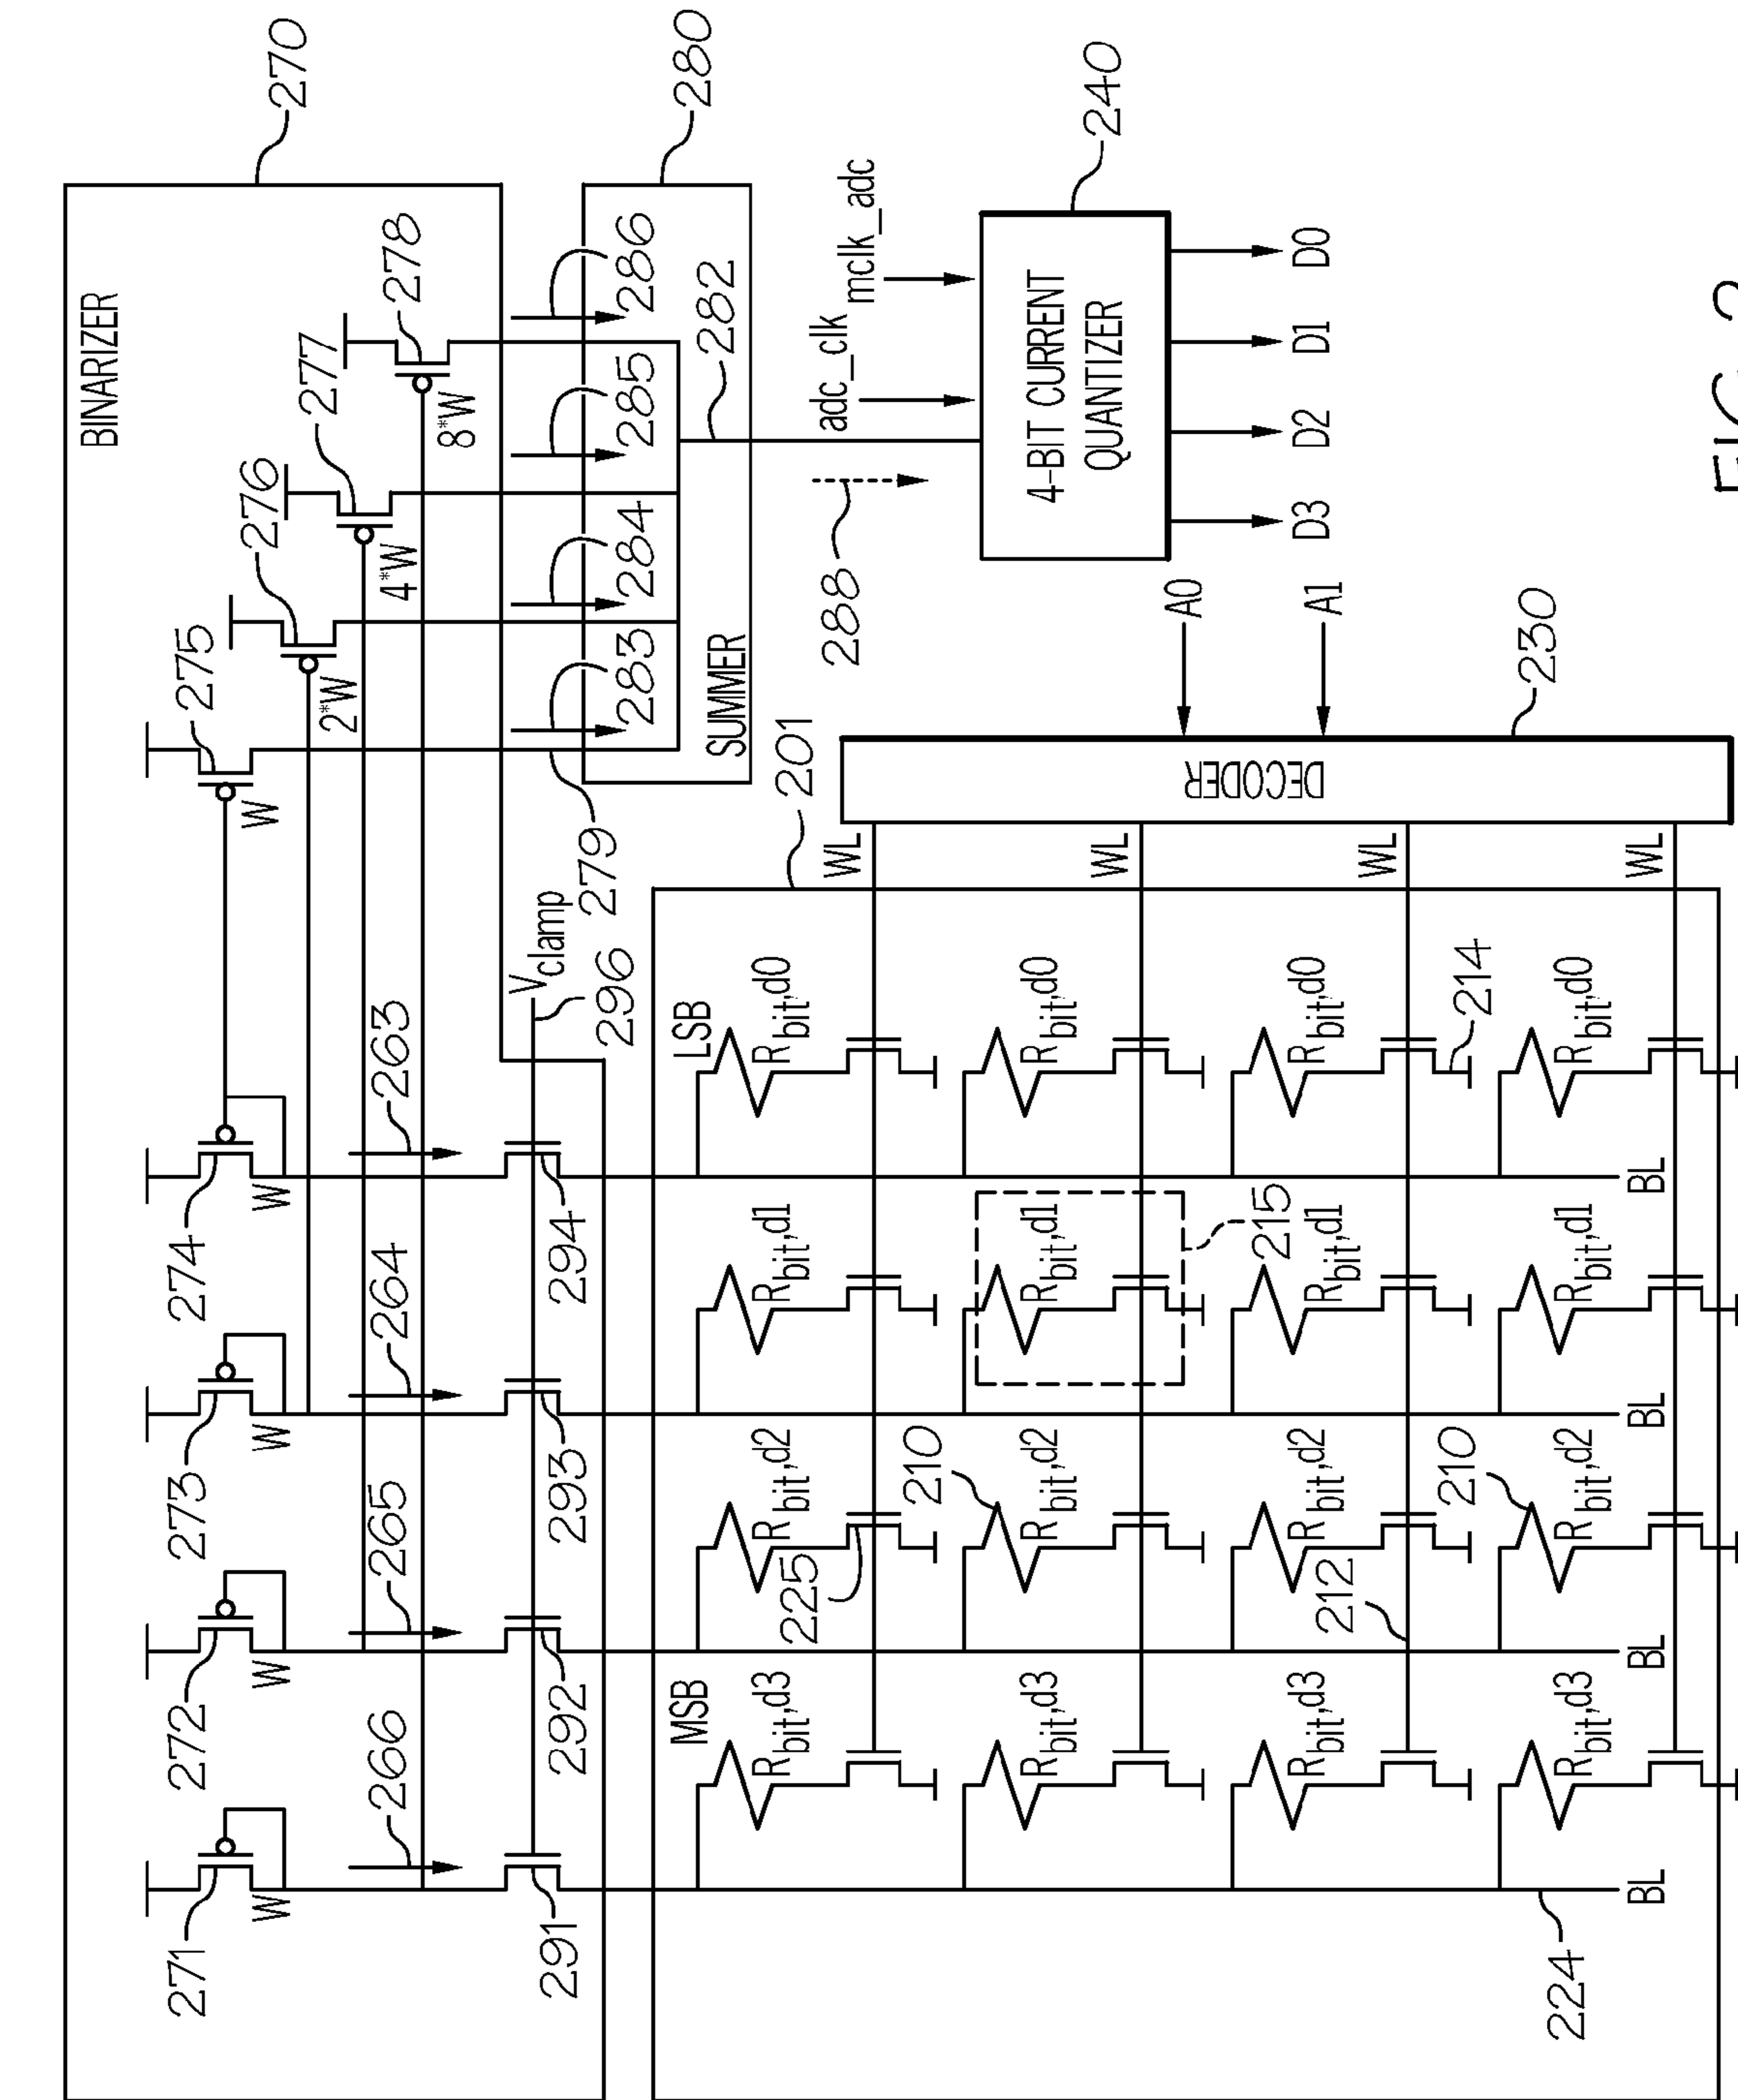 BINARIZER
271
272
273
274
275
276
270
W
W
W
W
W
277
2*W
266
265
264
263
4*W
278
8*W
291
292
293
294
Vclamp
296
279
283
284
285
286
MSB
LSB
SUMMER
282
280
Rbit,d3
225
Rbit,d2
Rbit,d1
Rbit,d0
201
WL
288
adc_clk
mclk_adc
210
Rbit,d3
Rbit,d2
Rbit,d1
Rbit,d0
WL
4-BIT CURRENT
QUANTIZER
240
A0
DECODER
215
Rbit,d3
212
Rbit,d2
Rbit,d1
Rbit,d0
A1
D3
D2
D1
D0
WL
210
214
224
Rbit,d3
Rbit,d2
Rbit,d1
Rbit,d0
230
BL
BL
BL
BL
WL